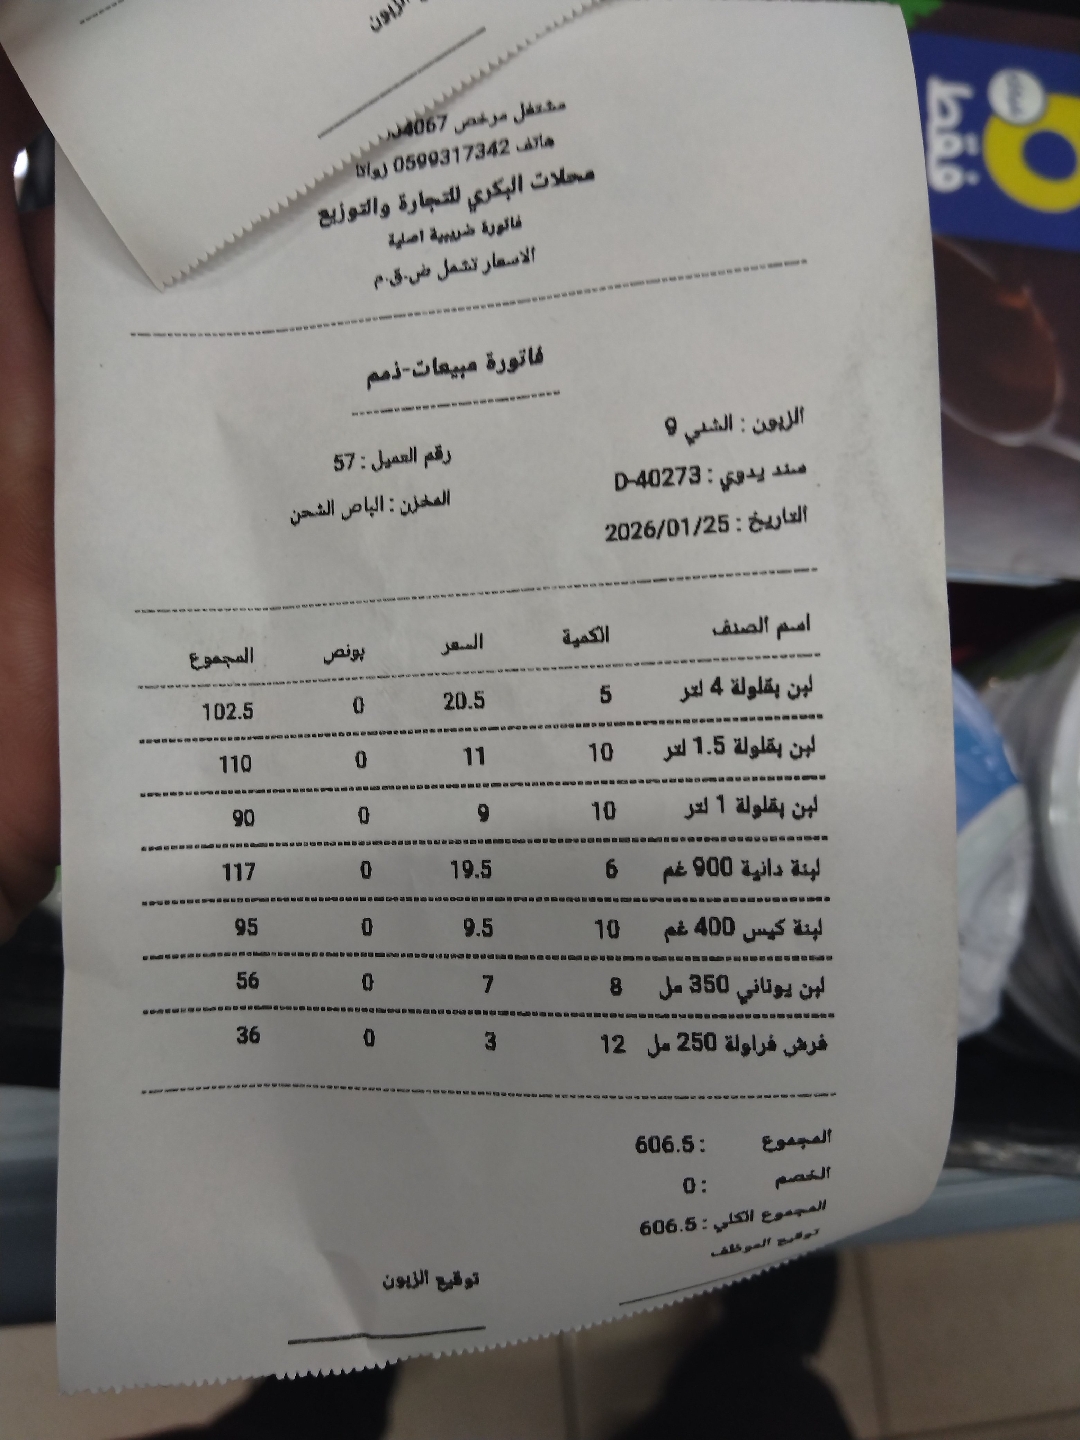 الزبون
مشتغل مرخص
هاتف 0599317342
محلات البكري للتجارة والتوزيع
فاتورة ضريبية اصلية
الاسعار تشمل ض.ق.م
فاتورة مبيعات-ذمم
الزبون : الشني 9
رقم العميل : 57
سند يدوي : D-40273
المخزن : الباص الشحن
التاريخ : 2026/01/25
اسم الصنف الكمية السعر بونص المجموع
لبن بقلولة 4 لتر 5 20.5 0 102.5
لبن بقلولة 1.5 لتر 10 11 0 110
لبن بقلولة 1 لتر 10 9 0 90
لبنة دانية 900 غم 6 19.5 0 117
لبنة كيس 400 غم 10 9.5 0 95
لبن يوناني 350 مل 8 7 0 56
فرش فراولة 250 مل 12 3 0 36
المجموع : 606.5
الخصم : 0
المجموع الكلي : 606.5
توقيع الموظف
توقيع الزبون
فقط